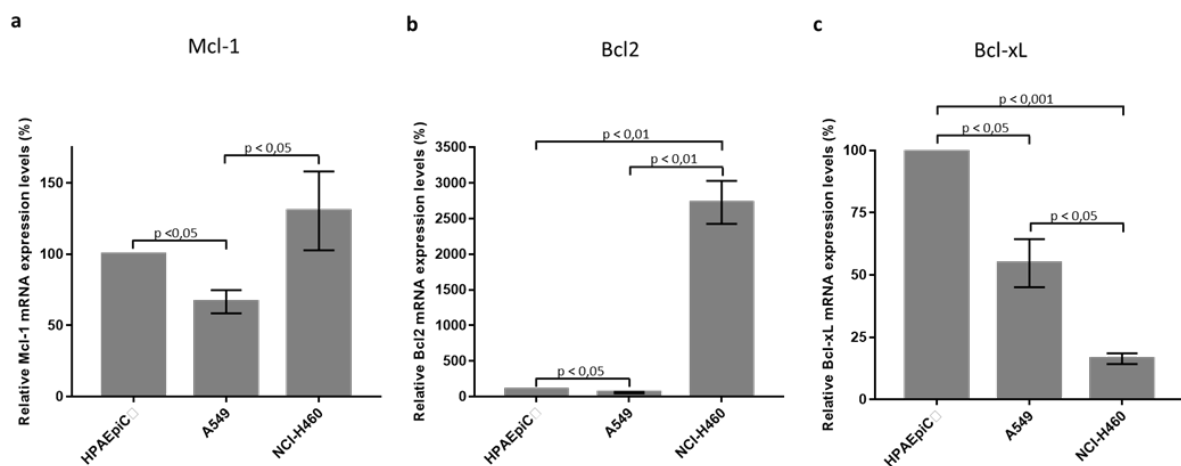 a
Mcl-1
Relative Mcl-1 mRNA expression levels (%)
150
100
50
0
p <0,05
p < 0,05
HPAEpiC□
A549
NCI-H460
b
Bcl2
Relative Bcl2 mRNA expression levels (%)
3500
3000
2500
2000
1500
1000
500
0
p < 0,01
p < 0,01
p < 0,05
HPAEpiC□
A549
NCI-H460
c
Bcl-xL
Relative Bcl-xL mRNA expression levels (%)
100
75
50
25
0
p < 0,001
p < 0,05
p < 0,05
HPAEpiC□
A549
NCI-H460